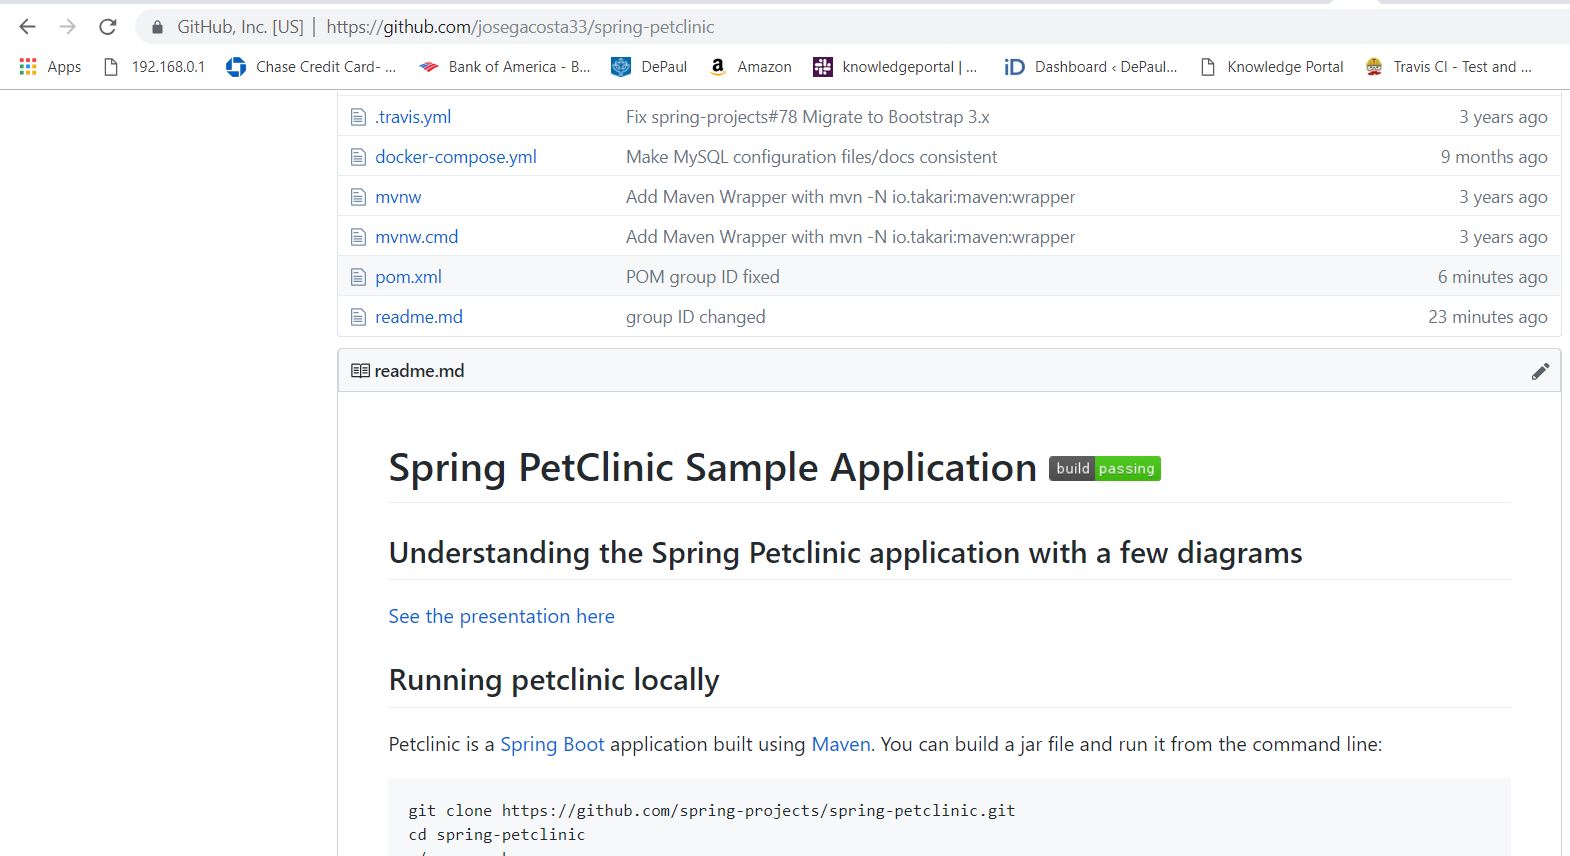 GitHub, Inc. [US] | https://github.com/josegacosta33/spring-petclinic
Apps 192.168.0.1 Chase Credit Card- ... Bank of America - B... DePaul Amazon knowledgeportal | ... Dashboard ‹ DePaul... Knowledge Portal Travis CI - Test and ...
.travis.yml Fix spring-projects#78 Migrate to Bootstrap 3.x 3 years ago
docker-compose.yml Make MySQL configuration files/docs consistent 9 months ago
mvnw Add Maven Wrapper with mvn -N io.takari:maven:wrapper 3 years ago
mvnw.cmd Add Maven Wrapper with mvn -N io.takari:maven:wrapper 3 years ago
pom.xml POM group ID fixed 6 minutes ago
readme.md group ID changed 23 minutes ago
readme.md
Spring PetClinic Sample Application build passing
Understanding the Spring Petclinic application with a few diagrams
See the presentation here
Running petclinic locally
Petclinic is a Spring Boot application built using Maven. You can build a jar file and run it from the command line:
git clone https://github.com/spring-projects/spring-petclinic.git
cd spring-petclinic